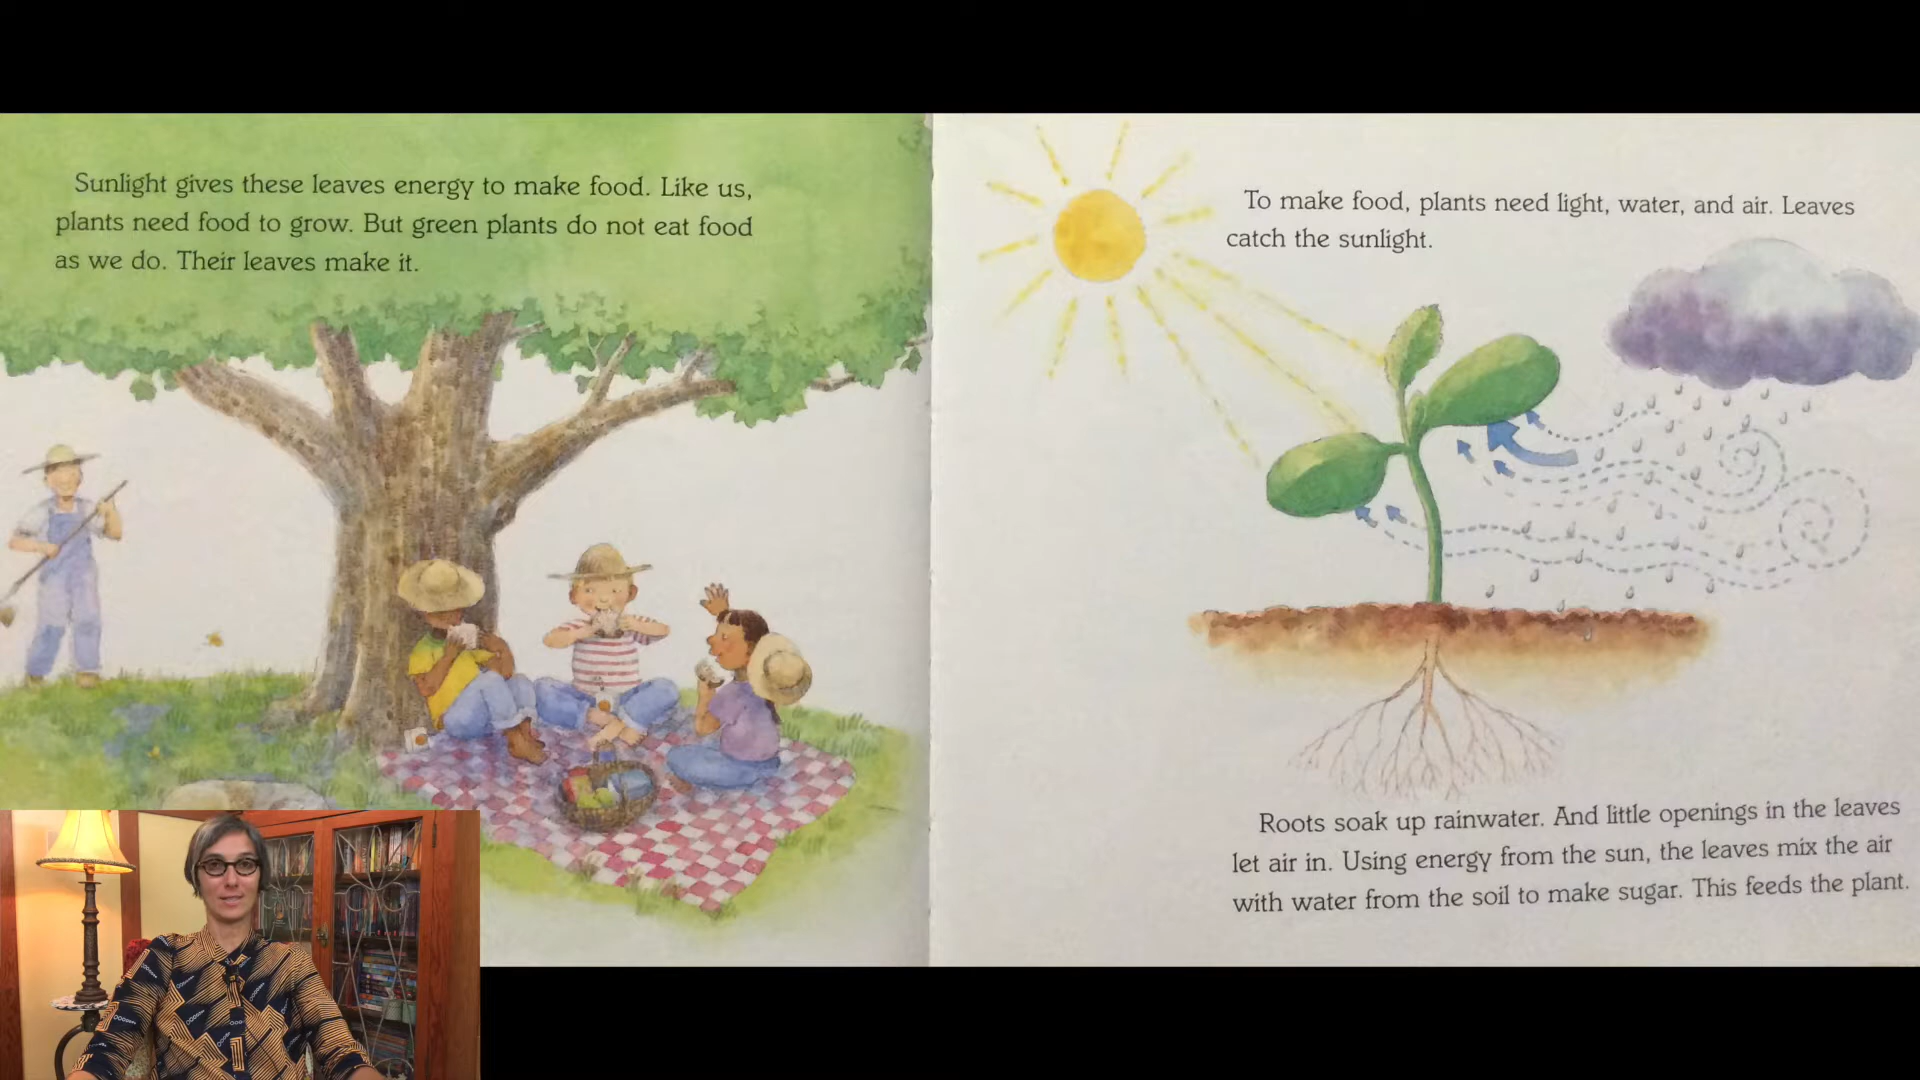 Sunlight gives these leaves energy to make food. Like us,
plants need food to grow. But green plants do not eat food
as we do. Their leaves make it.
To make food, plants need light, water, and air. Leaves
catch the sunlight.
Roots soak up rainwater. And little openings in the leaves
let air in. Using energy from the sun, the leaves mix the air
with water from the soil to make sugar. This feeds the plant.